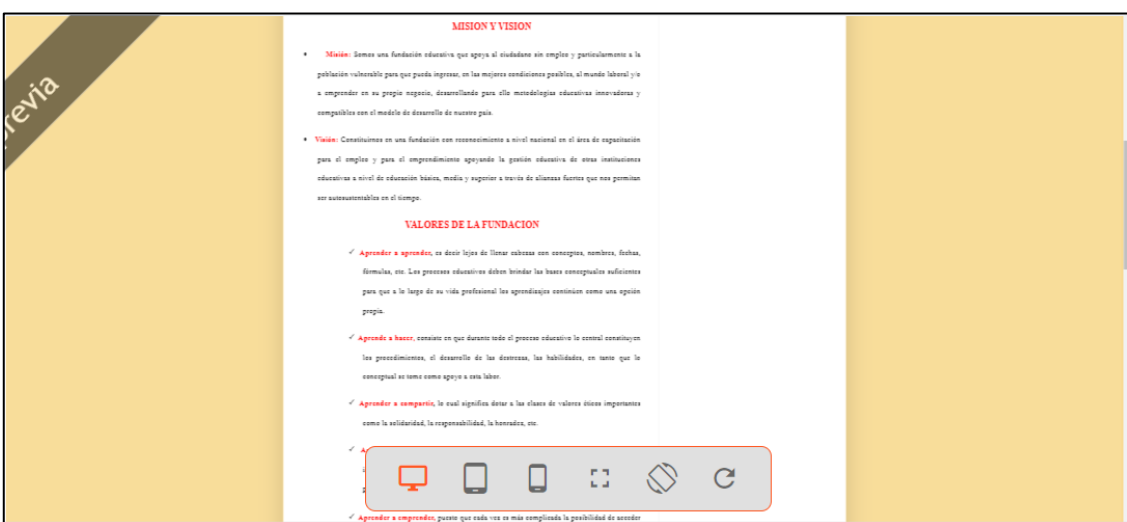 previa
MISION Y VISION
• Misión: Somos una fundación educativa que apoya al ciudadano sin empleo y particularmente a la
población vulnerable para que pueda ingresar, en las mejores condiciones posibles, al mundo laboral y/o
a emprender en su propio negocio, desarrollando para ello metodologías educativas innovadoras y
compatibles con el modelo de desarrollo de nuestro país.
• Visión: Constituirnos en una fundación con reconocimiento a nivel nacional en el área de capacitación
para el empleo y para el emprendimiento apoyando la gestión educativa de otras instituciones
educativas a nivel de educación básica, media y superior a través de alianzas fuertes que nos permitan
ser autosustentables en el tiempo.
VALORES DE LA FUNDACION
✓ Aprender a aprender, es decir lejos de llenar cabezas con conceptos, nombres, fechas,
fórmulas, etc. Los procesos educativos deben brindar las bases conceptuales suficientes
para que a lo largo de su vida profesional los aprendizajes continúen como una opción
propia.
✓ Aprende a hacer, consiste en que durante todo el proceso educativo lo central constituyen
los procedimientos, el desarrollo de las destrezas, las habilidades, en tanto que lo
conceptual se tome como apoyo a esta labor.
✓ Aprender a compartir, lo cual significa dotar a las clases de valores éticos importantes
como la solidaridad, la responsabilidad, la honradez, etc.
✓ Aprender a emprender, puesto que cada vez es más complicada la posibilidad de acceder